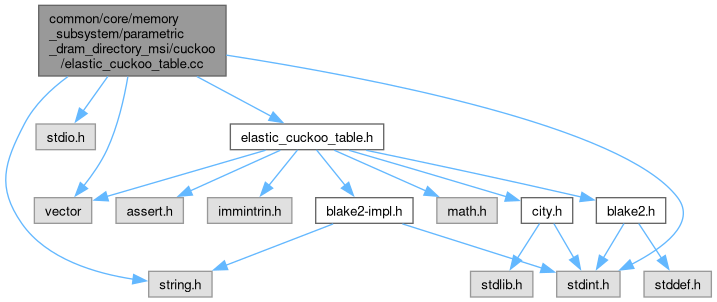 common/core/memory
_subsystem/parametric
_dram_directory_msi/cuckoo
/elastic_cuckoo_table.cc
stdio.h
elastic_cuckoo_table.h
vector
assert.h
immintrin.h
blake2-impl.h
math.h
city.h
blake2.h
string.h
stdlib.h
stdint.h
stddef.h